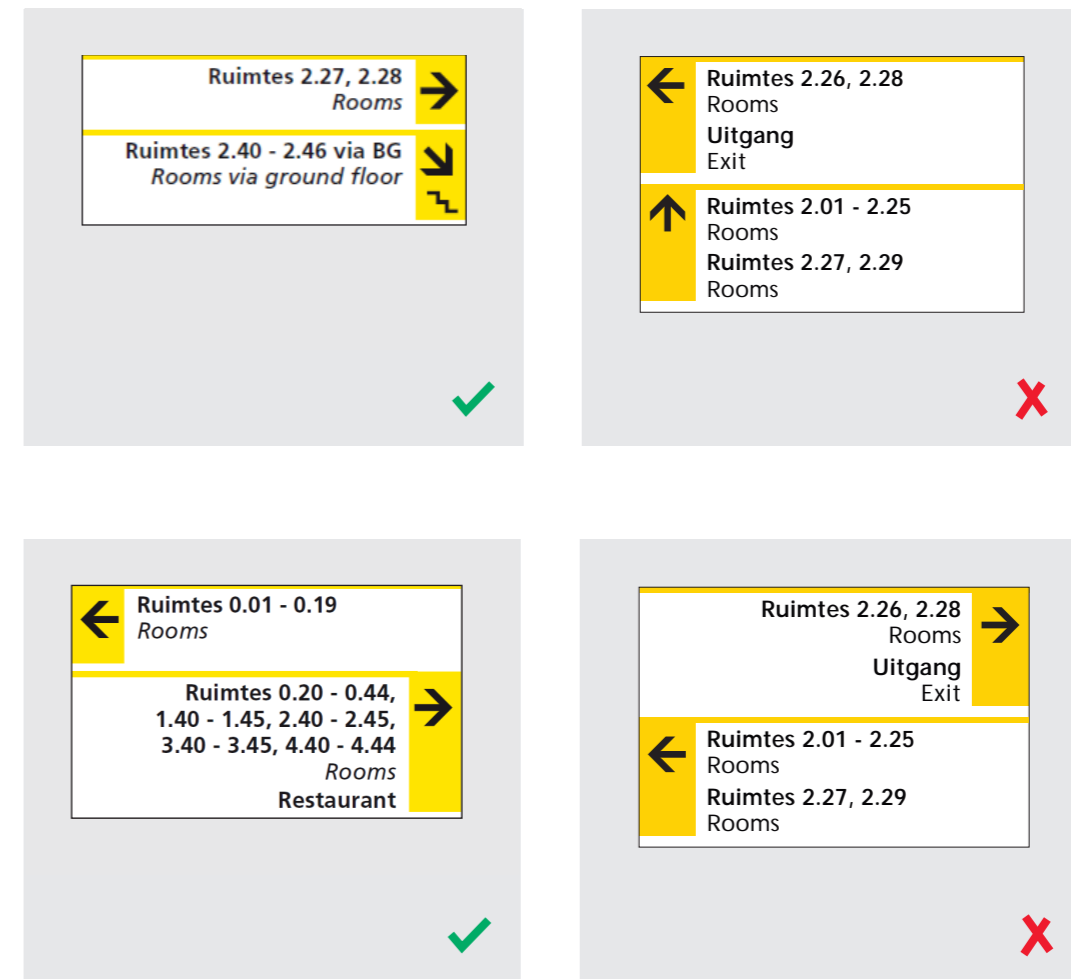 Ruimtes 2.27, 2.28
Rooms
Ruimtes 2.40 - 2.46 via BG
Rooms via ground floor
Ruimtes 2.26, 2.28
Rooms
Uitgang
Exit
Ruimtes 2.01 - 2.25
Rooms
Ruimtes 2.27, 2.29
Rooms
Ruimtes 0.01 - 0.19
Rooms
Ruimtes 0.20 - 0.44,
1.40 - 1.45, 2.40 - 2.45,
3.40 - 3.45, 4.40 - 4.44
Rooms
Restaurant
Ruimtes 2.26, 2.28
Rooms
Uitgang
Exit
Ruimtes 2.01 - 2.25
Rooms
Ruimtes 2.27, 2.29
Rooms